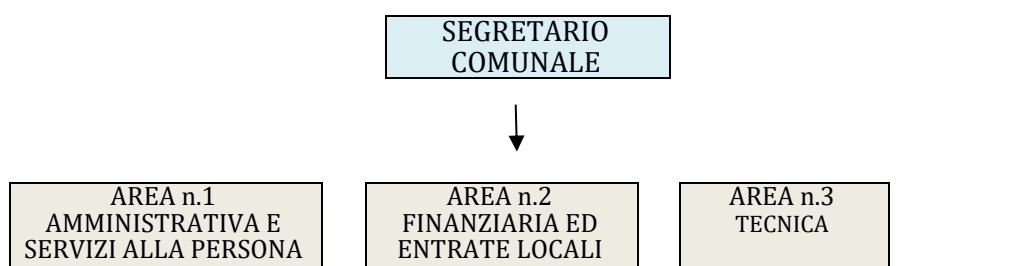 SEGRETARIO
COMUNALE
AREA n.1
AMMINISTRATIVA E
SERVIZI ALLA PERSONA
AREA n.2
FINANZIARIA ED
ENTRATE LOCALI
AREA n.3
TECNICA